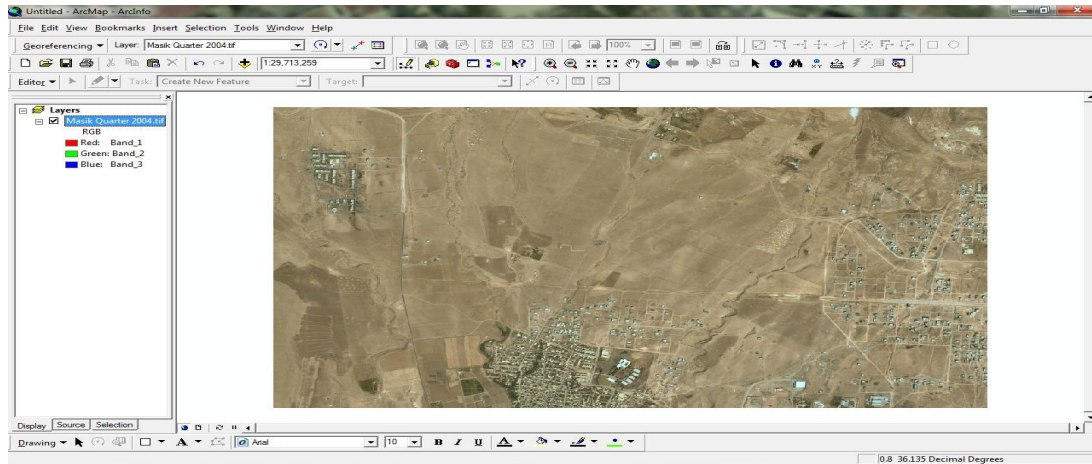 Untitled - ArcMap - ArcInfo
File Edit View Bookmarks Insert Selection Tools Window Help
Georeferencing Layer: Masik Quarter 2004.tif 100%
1:29,713,259
Editor Task: Create New Feature Target:
Layers
Masik Quarter 2004.tif
RGB
Red: Band_1
Green: Band_2
Blue: Band_3
Display Source Selection
Drawing A Arial 10 B I U A
0.8 36.135 Decimal Degrees